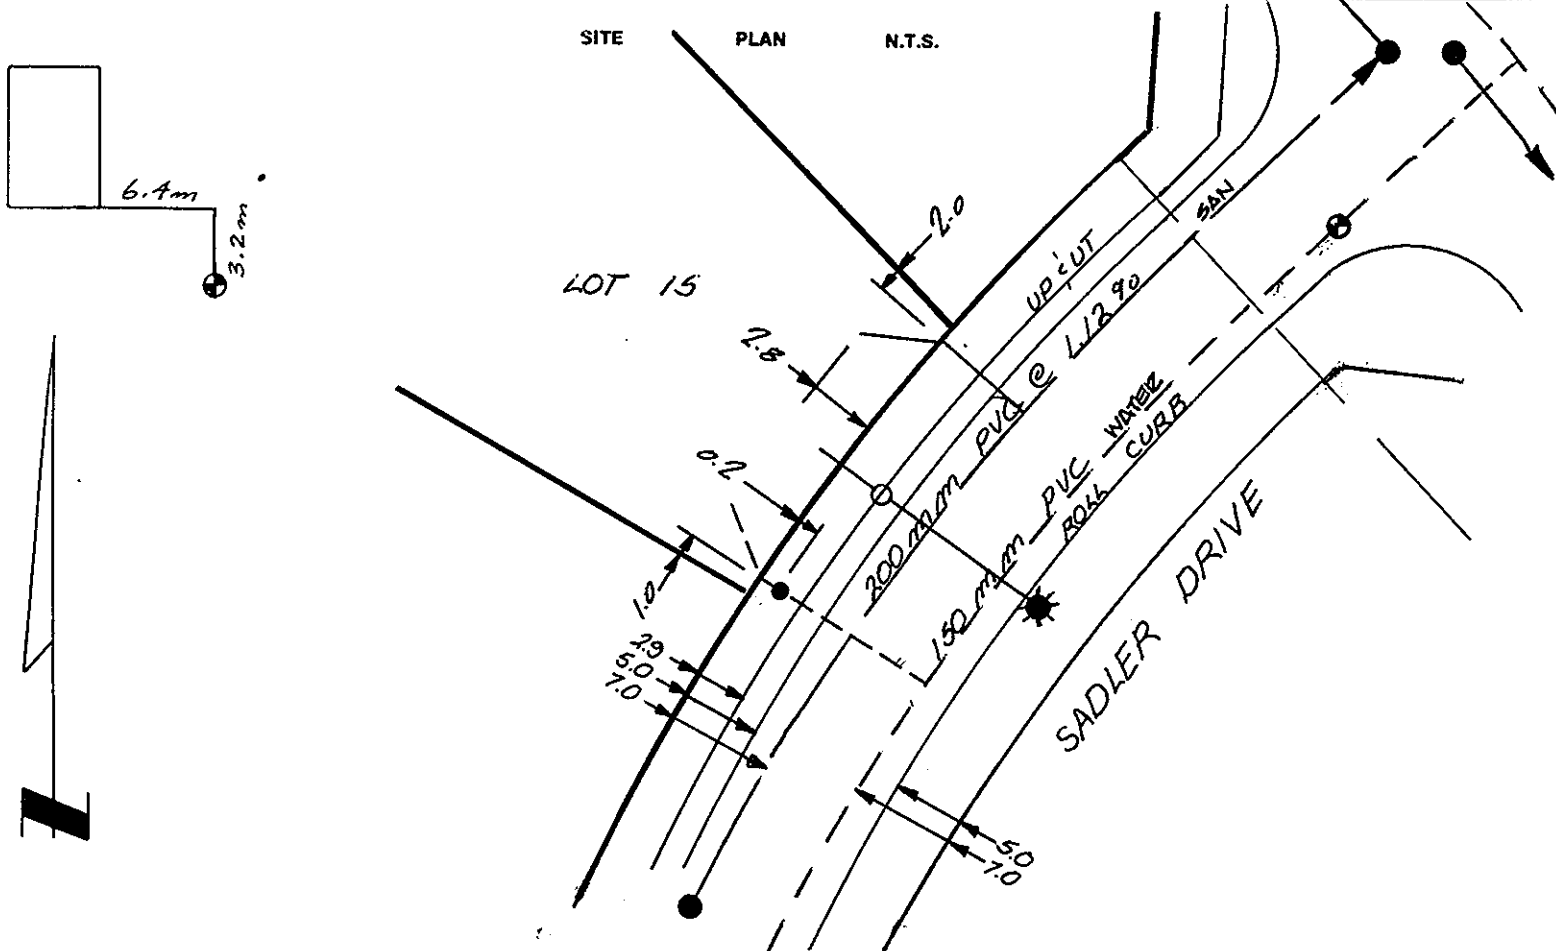 SITE PLAN N.T.S.
6.4m
3.2m
LOT 15
2.0
2.8
0.2
1.0
2.9
5.0
7.0
UP & UT
SAN
200mm PVC @ 1.12%
150mm PVC WATER
ROLL CURB
SADLER DRIVE
5.0
7.0